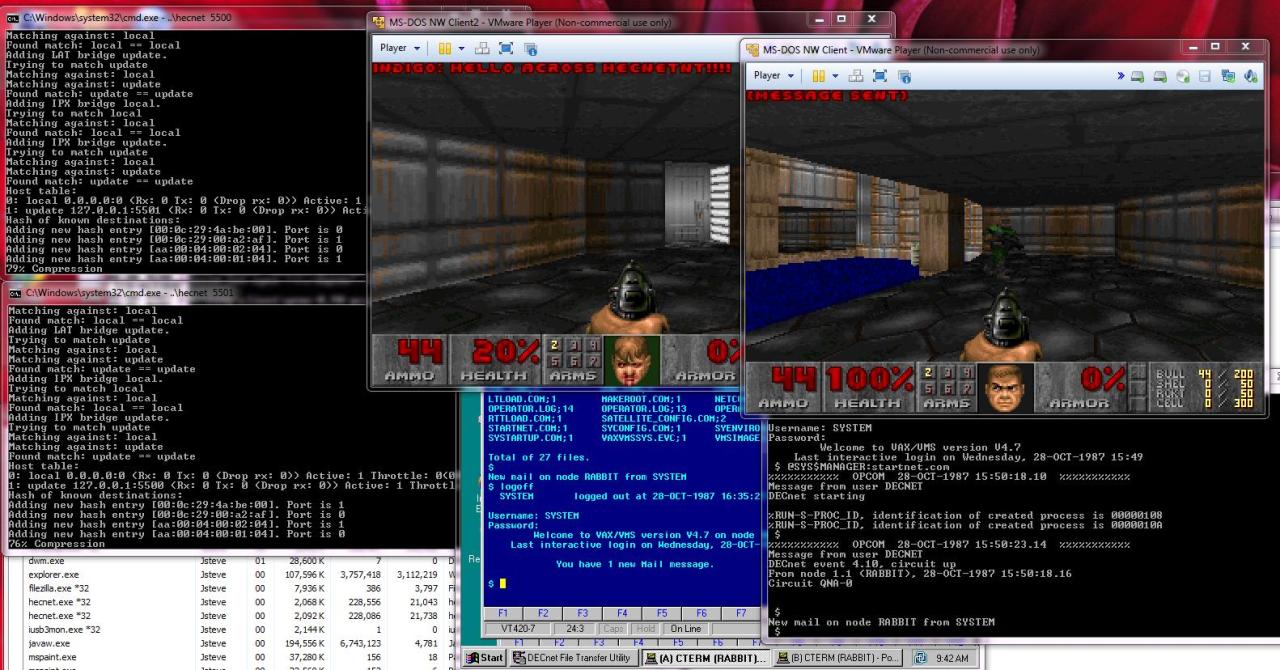 C:\Windows\system32\cmd.exe - ..\hecnet 5500
Matching against: local
Found match: local == local
Adding LAT bridge update.
Trying to match update
Matching against: local
Matching against: update
Found match: update == update
Adding IPX bridge local.
Trying to match local
Matching against: local
Found match: local == local
Adding IPX bridge update.
Trying to match update
Matching against: local
Matching against: update
Found match: update == update
Host table:
0: local 0.0.0.0:0 (Rx: 0 Tx: 0 (Drop rx: 0)) Active: 1
1: update 127.0.0.1:5501 (Rx: 0 Tx: 0 (Drop rx: 0)) Acti
Hash of known destinations:
Adding new hash entry [00:0c:29:4a:be:00]. Port is 0
Adding new hash entry [00:0c:29:00:a2:af]. Port is 1
Adding new hash entry [aa:00:04:00:02:04]. Port is 0
Adding new hash entry [aa:00:04:00:01:04]. Port is 1
79% Compression
C:\Windows\system32\cmd.exe - ..\hecnet 5501
Matching against: local
Found match: local == local
Adding LAT bridge update.
Trying to match update
Matching against: local
Matching against: update
Found match: update == update
Adding IPX bridge local.
Trying to match local
Matching against: local
Found match: local == local
Adding IPX bridge update.
Trying to match update
Matching against: local
Matching against: update
Found match: update == update
Host table:
0: local 0.0.0.0:0 (Rx: 0 Tx: 0 (Drop rx: 0)) Active: 1 Throttle: 0(0
1: update 127.0.0.1:5500 (Rx: 0 Tx: 0 (Drop rx: 0)) Active: 1 Throttl
Hash of known destinations:
Adding new hash entry [00:0c:29:4a:be:00]. Port is 1
Adding new hash entry [00:0c:29:00:a2:af]. Port is 0
Adding new hash entry [aa:00:04:00:02:04]. Port is 1
Adding new hash entry [aa:00:04:00:01:04]. Port is 0
76% Compression
MS-DOS NW Client2 - VMware Player (Non-commercial use only)
Player
INDIGO: HELLO ACROSS HECNETNT!!!!
44 20% 2 3 4 5 6 7 0%
AMMO HEALTH ARMS ARMOR
MS-DOS NW Client - VMware Player (Non-commercial use only)
Player
[MESSAGE SENT]
44 100% 2 3 4 5 6 7 0%
AMMO HEALTH ARMS ARMOR
BULL 44 / 200
SHEL 0 / 50
RCKT 0 / 50
CELL 0 / 300
LTLOAD.COM;1 MAKEROOT.COM;1 NETC
OPERATOR.LOG;14 OPERATOR.LOG;13 OPER
RTTLOAD.COM;1 SATELLITE_CONFIG.COM;2
STARTNET.COM;1 SYCONFIG.COM;1 SYENVIRO
SYSTARTUP.COM;1 VAXVMSSYS.EVC;1 VMSIMAGE
Total of 27 files.
$
New mail on node RABBIT from SYSTEM
$ logoff
SYSTEM logged out at 28-OCT-1987 16:35:2
Username: SYSTEM
Password:
Welcome to VAX/VMS version V4.7 on node
Last interactive login on Wednesday, 28-OCT-
You have 1 new Mail message.
$
F1 F2 F3 F4 F5 F6 F7
VT420-7 24:3 Caps Hold On Line
F1 F2 F3 F4 F5 F6 F7
Username: SYSTEM
Password:
Welcome to VAX/VMS version V4.7
Last interactive login on Wednesday, 28-OCT-1987 15:49
$ @SYS$MANAGER:startnet.com
%%%%%%%%%%% OPCOM 28-OCT-1987 15:50:18.10 %%%%%%%%%%%
Message from user DECNET
DECnet starting
%RUN-S-PROC_ID, identification of created process is 00000108
%RUN-S-PROC_ID, identification of created process is 0000010A
$
%%%%%%%%%%% OPCOM 28-OCT-1987 15:50:23.14 %%%%%%%%%%%
Message from user DECNET
DECnet event 4.10, circuit up
From node 1.1 (RABBIT), 28-OCT-1987 15:50:18.16
Circuit QNA-0
$
New mail on node RABBIT from SYSTEM
$
dwm.exe Jsteve 01 28,600 K 7 0
explorer.exe Jsteve 00 107,596 K 3,757,418 3,112,219
filezilla.exe *32 Jsteve 00 7,936 K 386 3,797
hecnet.exe *32 Jsteve 00 2,068 K 228,556 21,043
hecnet.exe *32 Jsteve 00 2,092 K 228,086 21,738
iusb3mon.exe *32 Jsteve 00 2,144 K 1 0
javaw.exe Jsteve 00 194,556 K 6,743,123 4,781
mspaint.exe Jsteve 00 37,280 K 156 18
Start DECnet File Transfer Utility (A) CTERM (RABBIT)... (B) CTERM (RABBIT) - Po... 9:42 AM